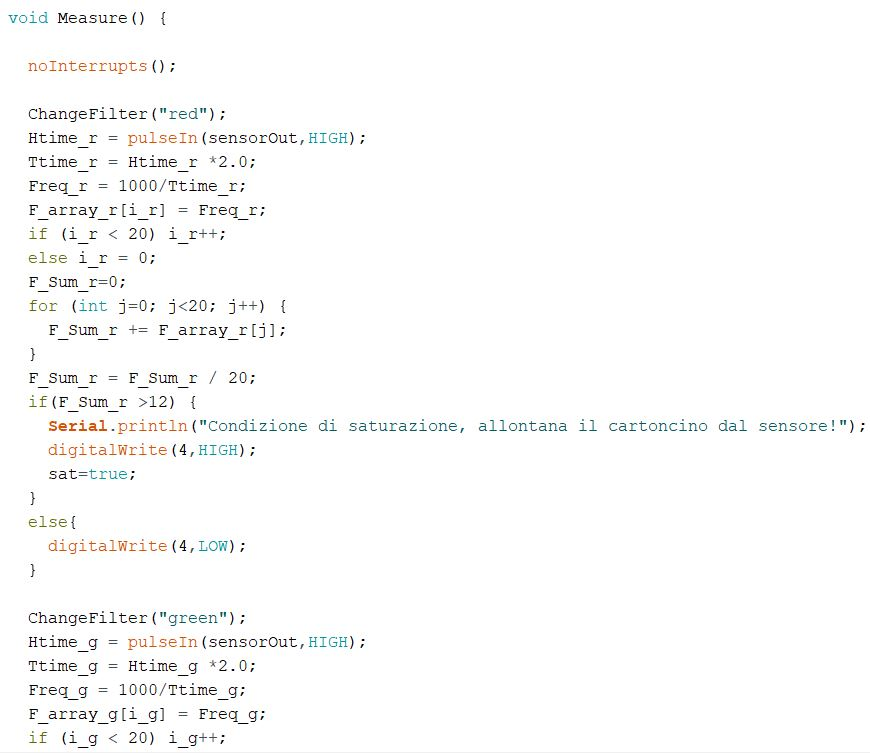 void Measure() {
noInterrupts();
ChangeFilter("red");
Htime_r = pulseIn(sensorOut,HIGH);
Ttime_r = Htime_r *2.0;
Freq_r = 1000/Ttime_r;
F_array_r[i_r] = Freq_r;
if (i_r < 20) i_r++;
else i_r = 0;
F_Sum_r=0;
for (int j=0; j<20; j++) {
F_Sum_r += F_array_r[j];
}
F_Sum_r = F_Sum_r / 20;
if(F_Sum_r >12) {
Serial.println("Condizione di saturazione, allontana il cartoncino dal sensore!");
digitalWrite(4,HIGH);
sat=true;
}
else{
digitalWrite(4,LOW);
}
ChangeFilter("green");
Htime_g = pulseIn(sensorOut,HIGH);
Ttime_g = Htime_g *2.0;
Freq_g = 1000/Ttime_g;
F_array_g[i_g] = Freq_g;
if (i_g < 20) i_g++;